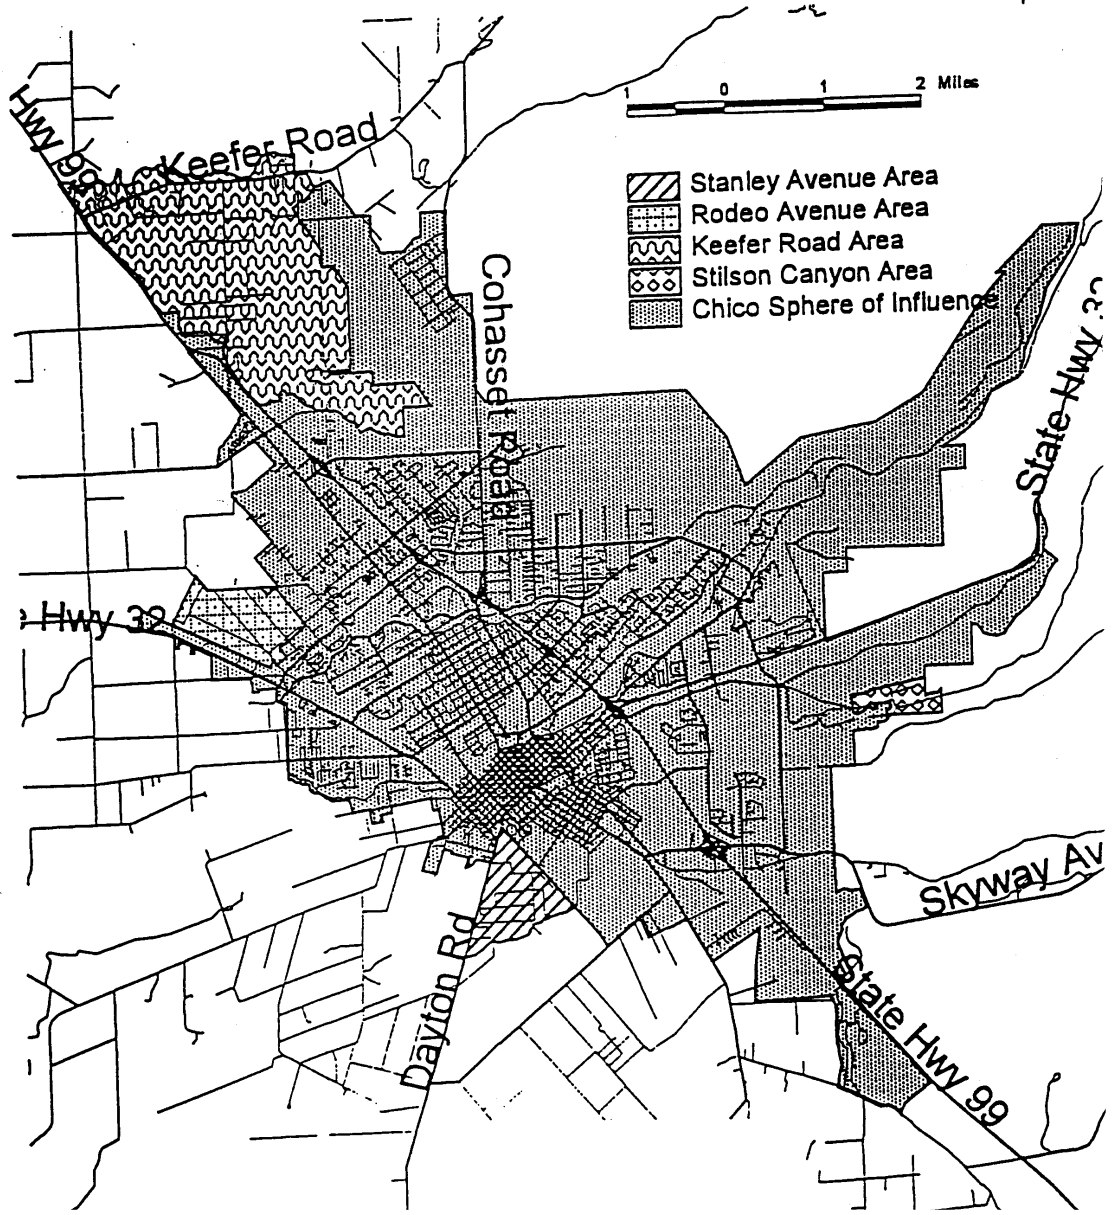 1 0 1 2 Miles
Hwy 99
Keefer Road
Stanley Avenue Area
Rodeo Avenue Area
Keefer Road Area
Stilson Canyon Area
Chico Sphere of Influence
Cohasset Road
State Hwy 32
Hwy 32
Skyway Av
Dayton Rd
State Hwy 99